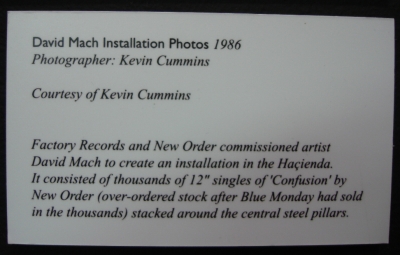 David Mach Installation Photos 1986
Photographer: Kevin Cummins
Courtesy of Kevin Cummins
Factory Records and New Order commissioned artist
David Mach to create an installation in the Haçienda.
It consisted of thousands of 12" singles of 'Confusion' by
New Order (over-ordered stock after Blue Monday had sold
in the thousands) stacked around the central steel pillars.